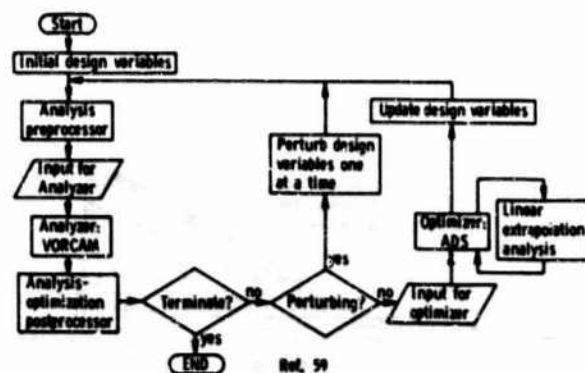 Start
Initial design variables
Analysis
preprocessor
Input for
Analyzer
Analyzer:
VORCAM
Analysis-
optimization
postprocessor
Terminate?
yes
END
no
Perturbing?
yes
no
Perturb design
variables one
at a time
Input for
optimizer
Optimizer:
ADS
Linear
extrapolation
analysis
Update design variables
Ref. 59